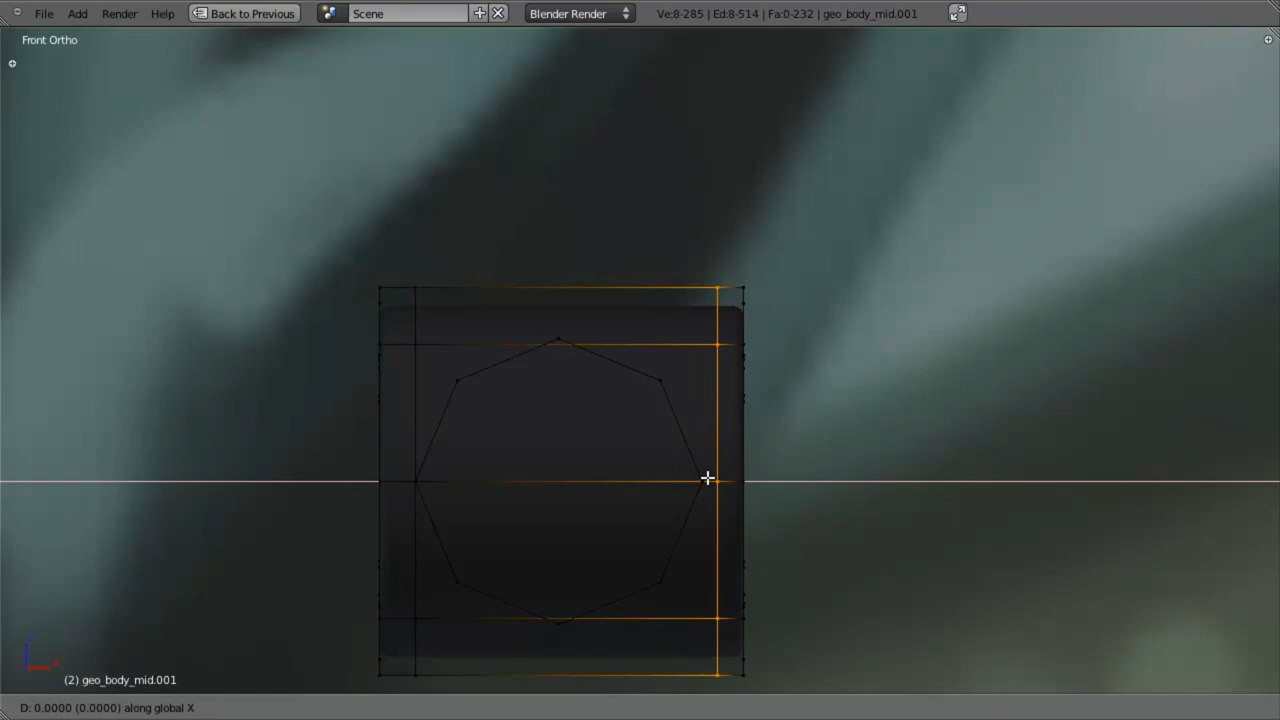 File Add Render Help Back to Previous Scene Blender Render Ve:8-285 | Ed:8-514 | Fa:0-232 | geo_body_mid.001
Front Ortho
(2) geo_body_mid.001
D: 0.0000 (0.0000) along global X